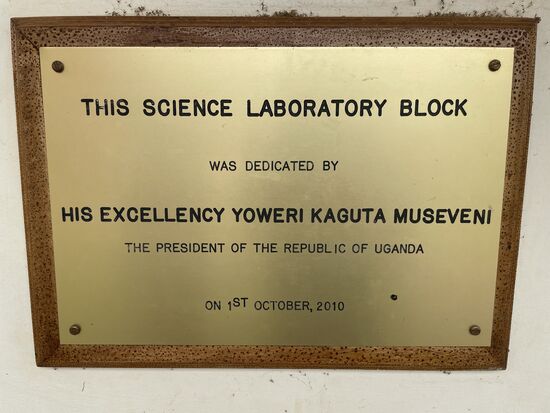 THIS SCIENCE LABORATORY BLOCK
WAS DEDICATED BY
HIS EXCELLENCY YOWERI KAGUTA MUSEVENI
THE PRESIDENT OF THE REPUBLIC OF UGANDA
ON 1ST OCTOBER, 2010